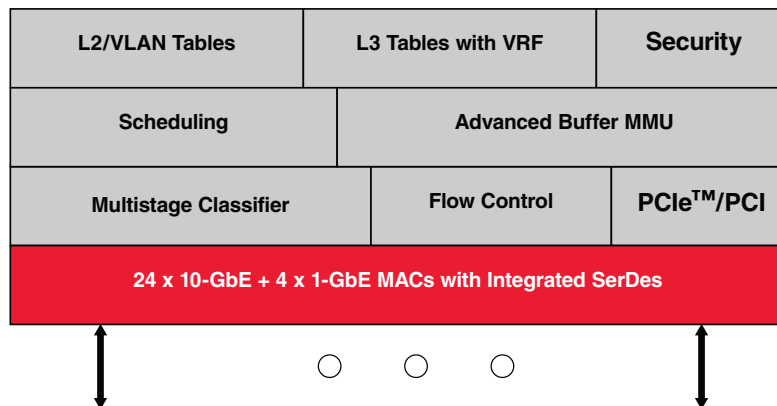 L2/VLAN Tables
L3 Tables with VRF
Security
Scheduling
Advanced Buffer MMU
Multistage Classifier
Flow Control
PCIe™/PCI
24 x 10-GbE + 4 x 1-GbE MACs with Integrated SerDes